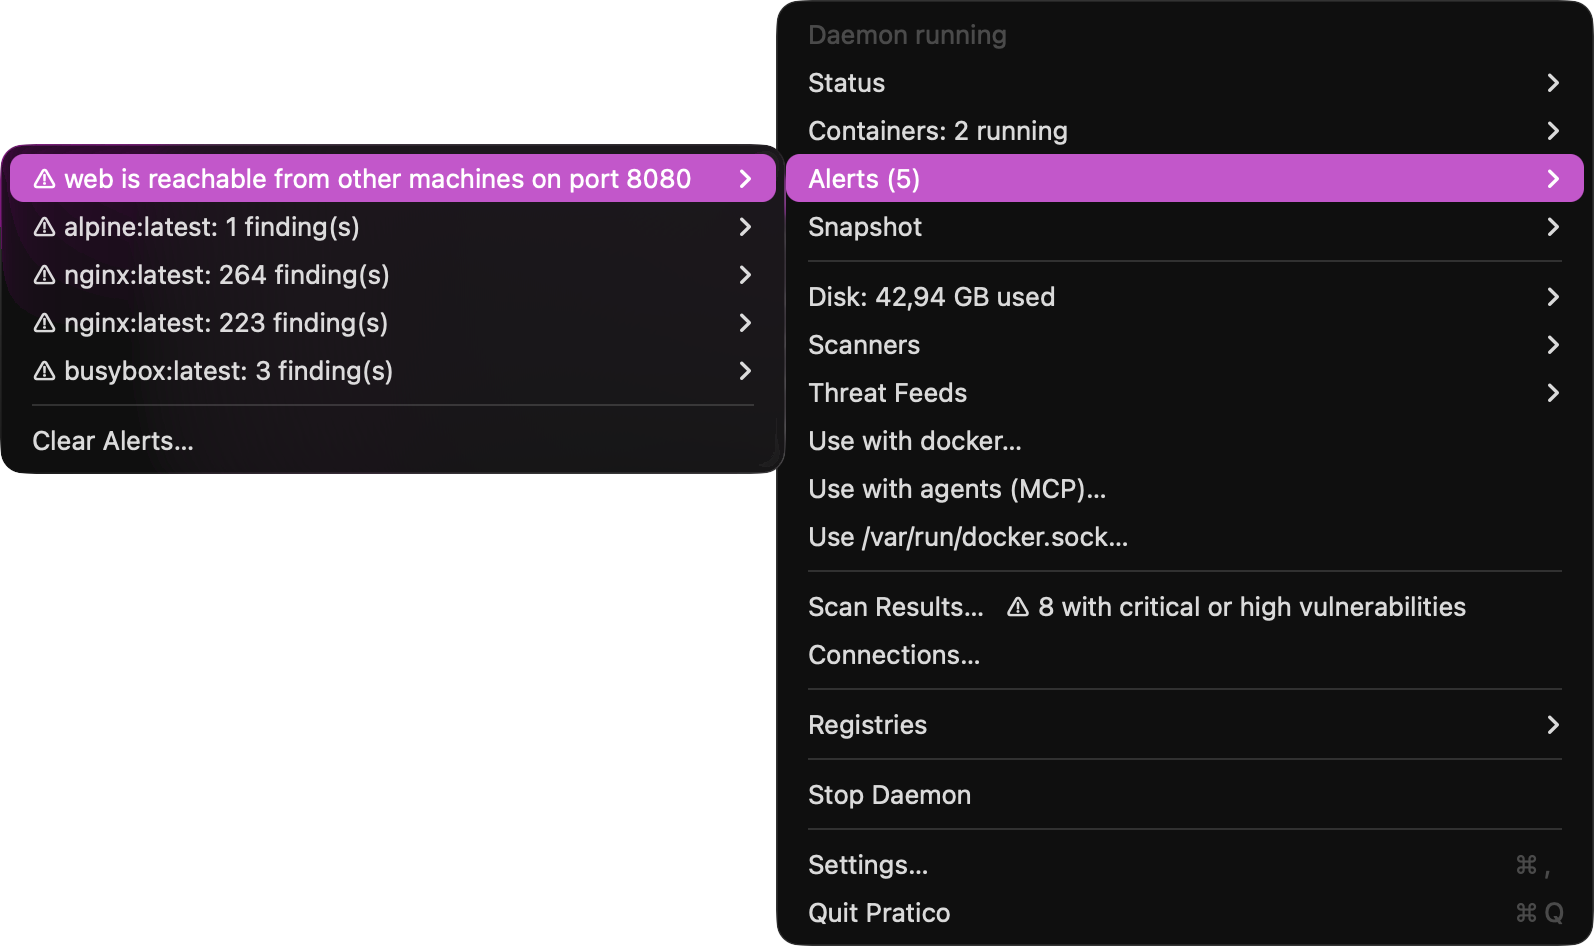 Daemon running
Status
Containers: 2 running
Alerts (5)
Snapshot
Disk: 42,94 GB used
Scanners
Threat Feeds
Use with docker...
Use with agents (MCP)...
Use /var/run/docker.sock...
Scan Results... ⚠ 8 with critical or high vulnerabilities
Connections...
Registries
Stop Daemon
Settings... ⌘ ,
Quit Pratico ⌘ Q
⚠ web is reachable from other machines on port 8080
⚠ alpine:latest: 1 finding(s)
⚠ nginx:latest: 264 finding(s)
⚠ nginx:latest: 223 finding(s)
⚠ busybox:latest: 3 finding(s)
Clear Alerts...